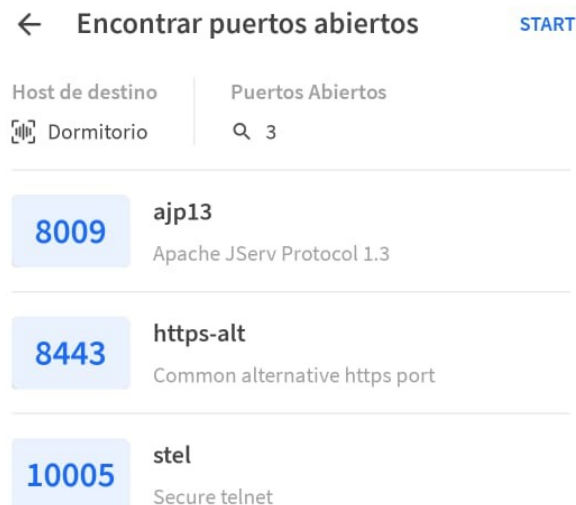 Encontrar puertos abiertos START
Host de destino Puertos Abiertos
Dormitorio 3
8009 ajp13
Apache JServ Protocol 1.3
8443 https-alt
Common alternative https port
10005 stel
Secure telnet